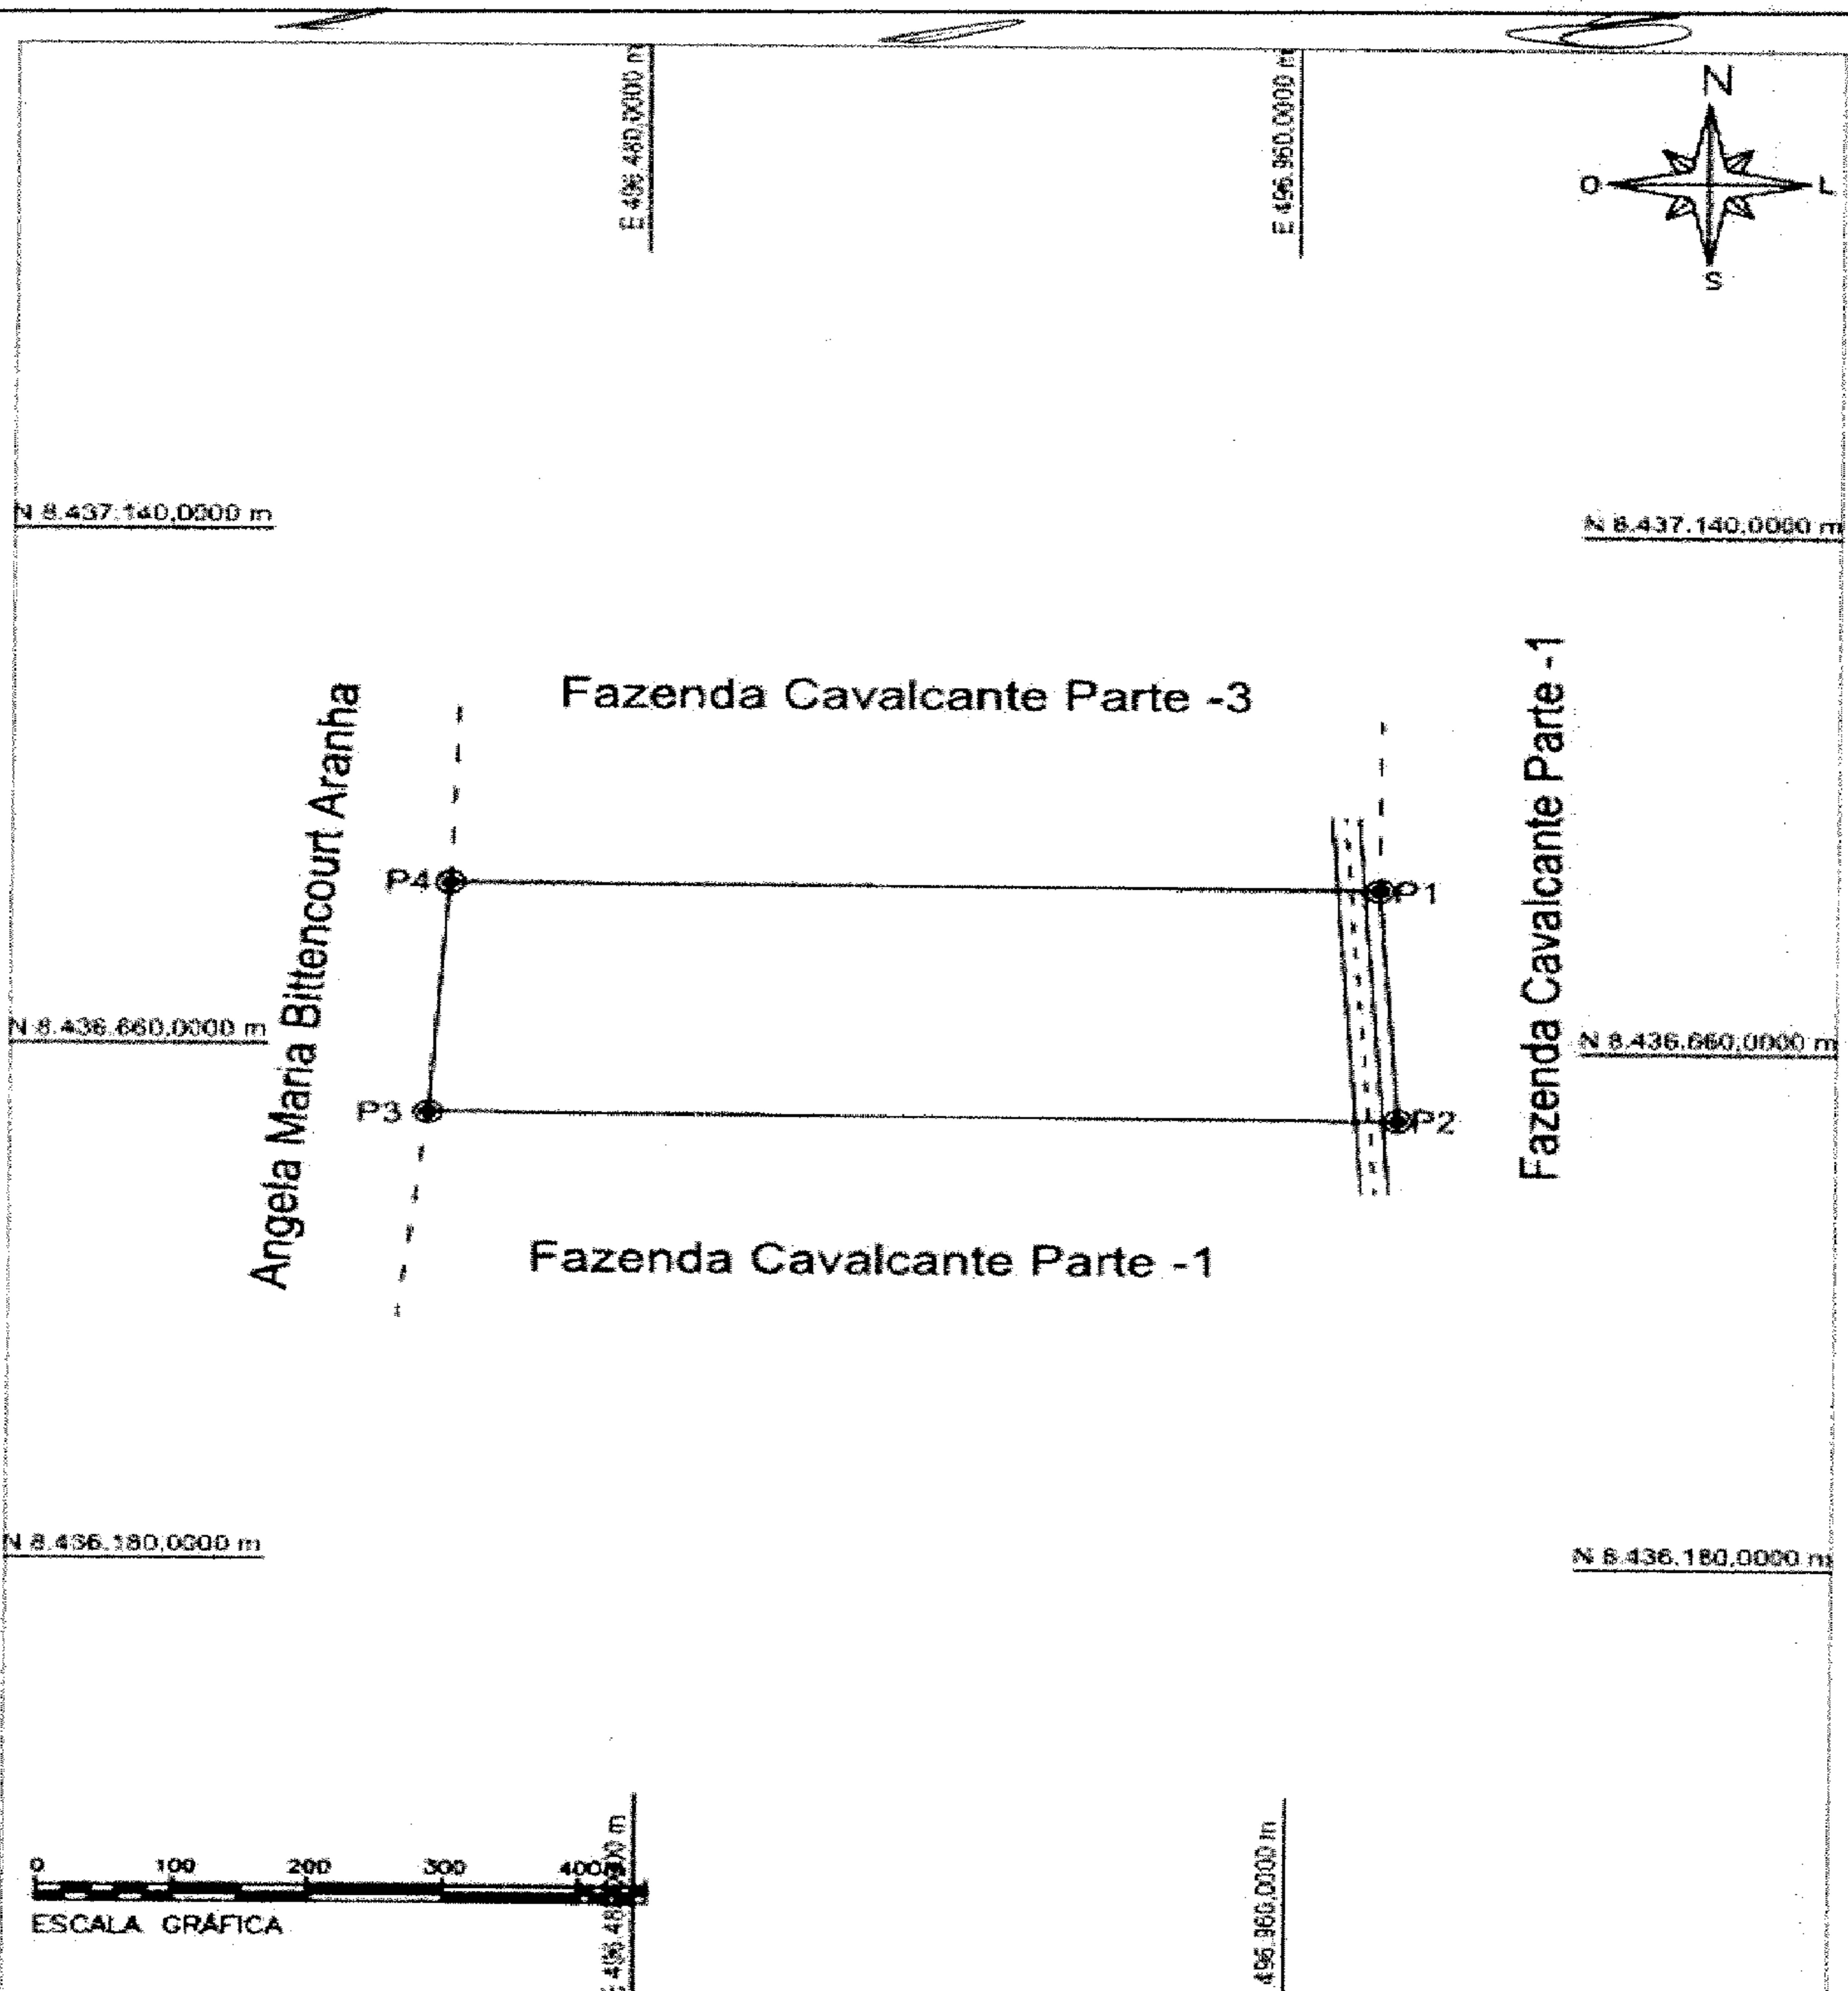 E 496.480,0000 m
E 496.960,0000 m
N
O
L
S
N 8.437.140,0000 m
N 8.437.140,0000 m
Fazenda Cavalcante Parte -3
Angela Maria Bittencourt Aranha
Fazenda Cavalcante Parte -1
P4
P1
N 8.436.660,0000 m
N 8.436.660,0000 m
P3
P2
Fazenda Cavalcante Parte -1
N 8.436.180,0000 m
N 8.436.180,0000 m
0 100 200 300 400
ESCALA GRÁFICA
496.960,0000 m